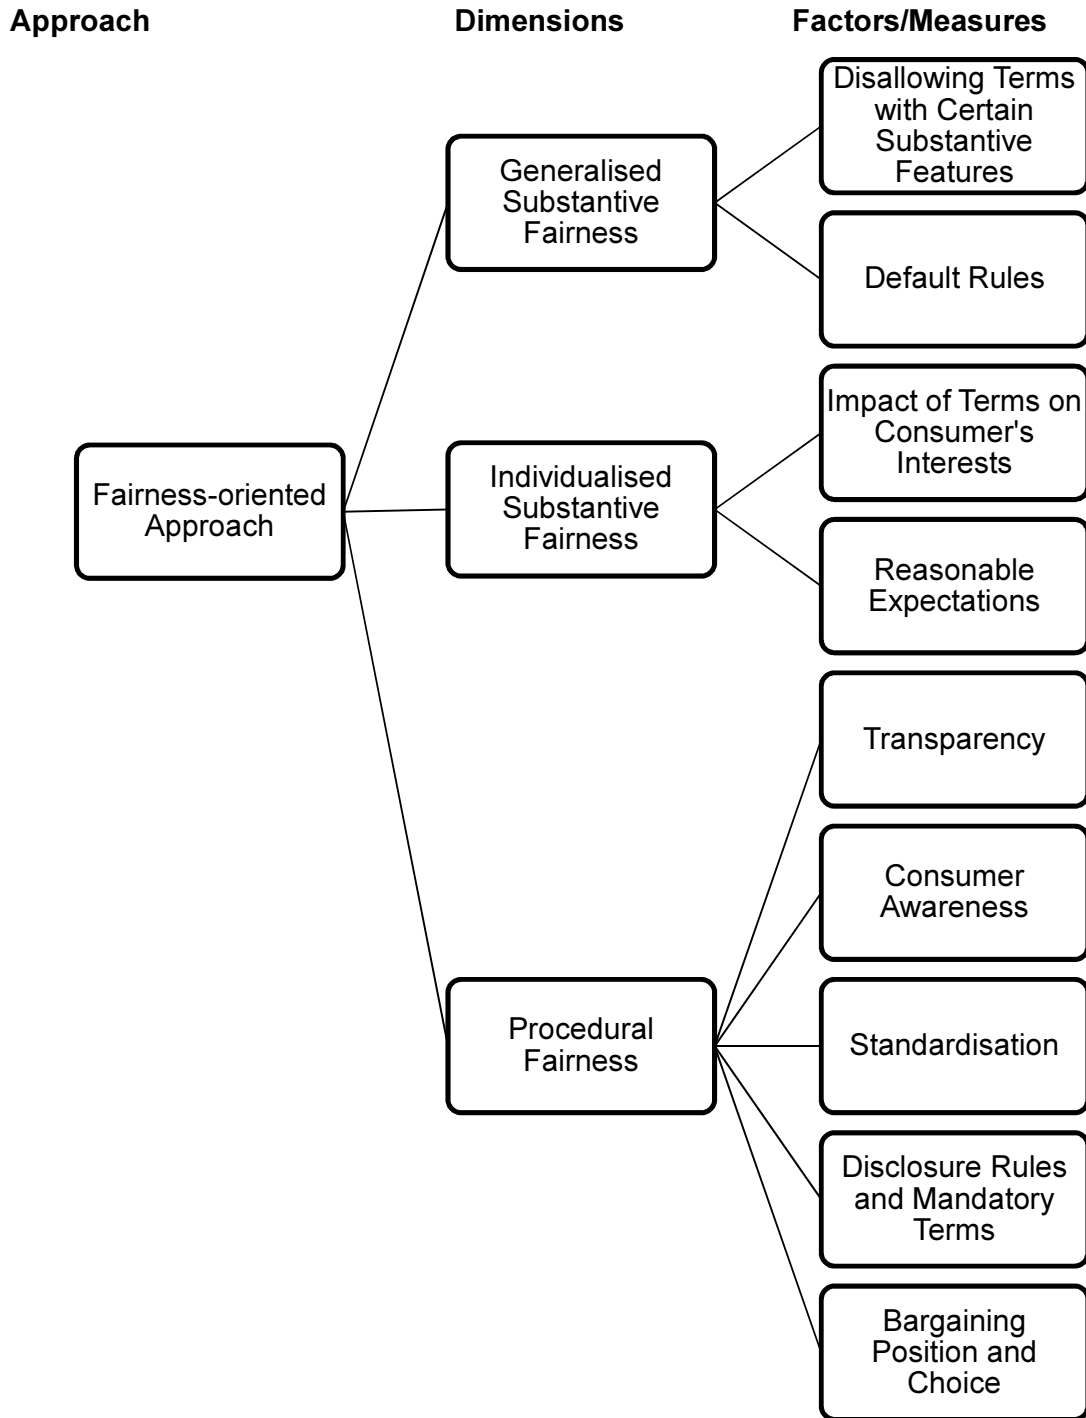 Approach Dimensions Factors/Measures
Disallowing Terms
with Certain
Substantive
Features
Generalised
Substantive
Fairness
Default Rules
Impact of Terms on
Consumer's
Interests
Fairness-oriented
Approach
Individualised
Substantive
Fairness
Reasonable
Expectations
Transparency
Consumer
Awareness
Procedural
Fairness
Standardisation
Disclosure Rules
and Mandatory
Terms
Bargaining
Position and
Choice